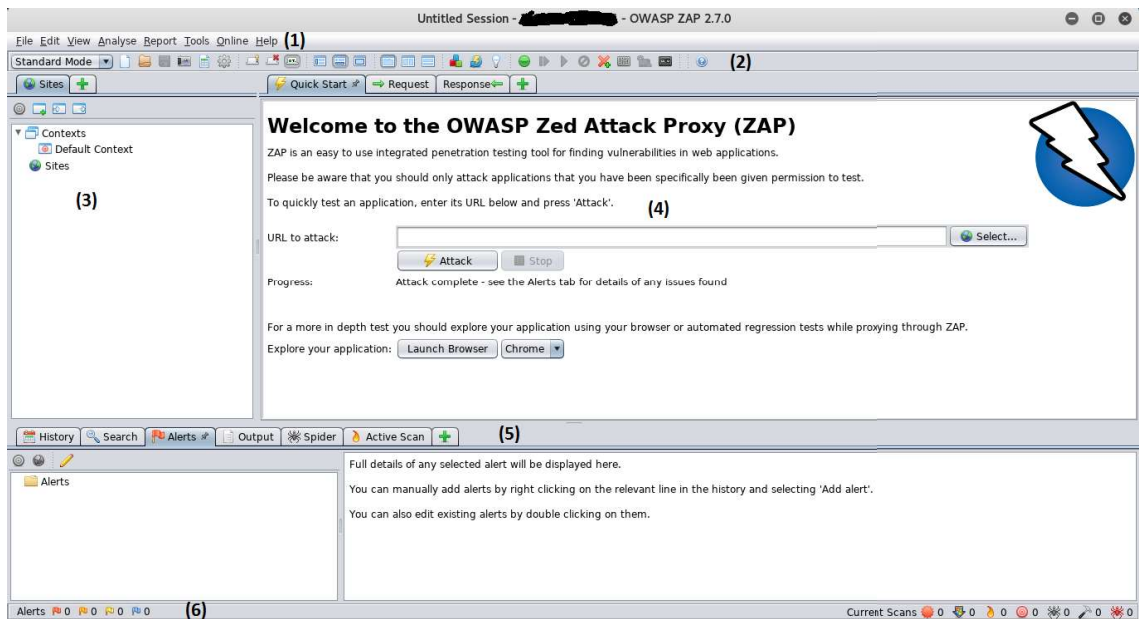 Untitled Session - - OWASP ZAP 2.7.0
File Edit View Analyse Report Tools Online Help (1)
Standard Mode (2)
Sites
Quick Start Request Response
Contexts
Default Context
Sites
(3)
Welcome to the OWASP Zed Attack Proxy (ZAP)
ZAP is an easy to use integrated penetration testing tool for finding vulnerabilities in web applications.
Please be aware that you should only attack applications that you have been specifically been given permission to test.
To quickly test an application, enter its URL below and press 'Attack'.
(4)
URL to attack: Select...
Attack Stop
Progress: Attack complete - see the Alerts tab for details of any issues found
For a more in depth test you should explore your application using your browser or automated regression tests while proxying through ZAP.
Explore your application: Launch Browser Chrome
History Search Alerts Output Spider Active Scan (5)
Alerts
Full details of any selected alert will be displayed here.
You can manually add alerts by right clicking on the relevant line in the history and selecting 'Add alert'.
You can also edit existing alerts by double clicking on them.
Alerts 0 0 0 0 (6) Current Scans 0 0 0 0 0 0 0